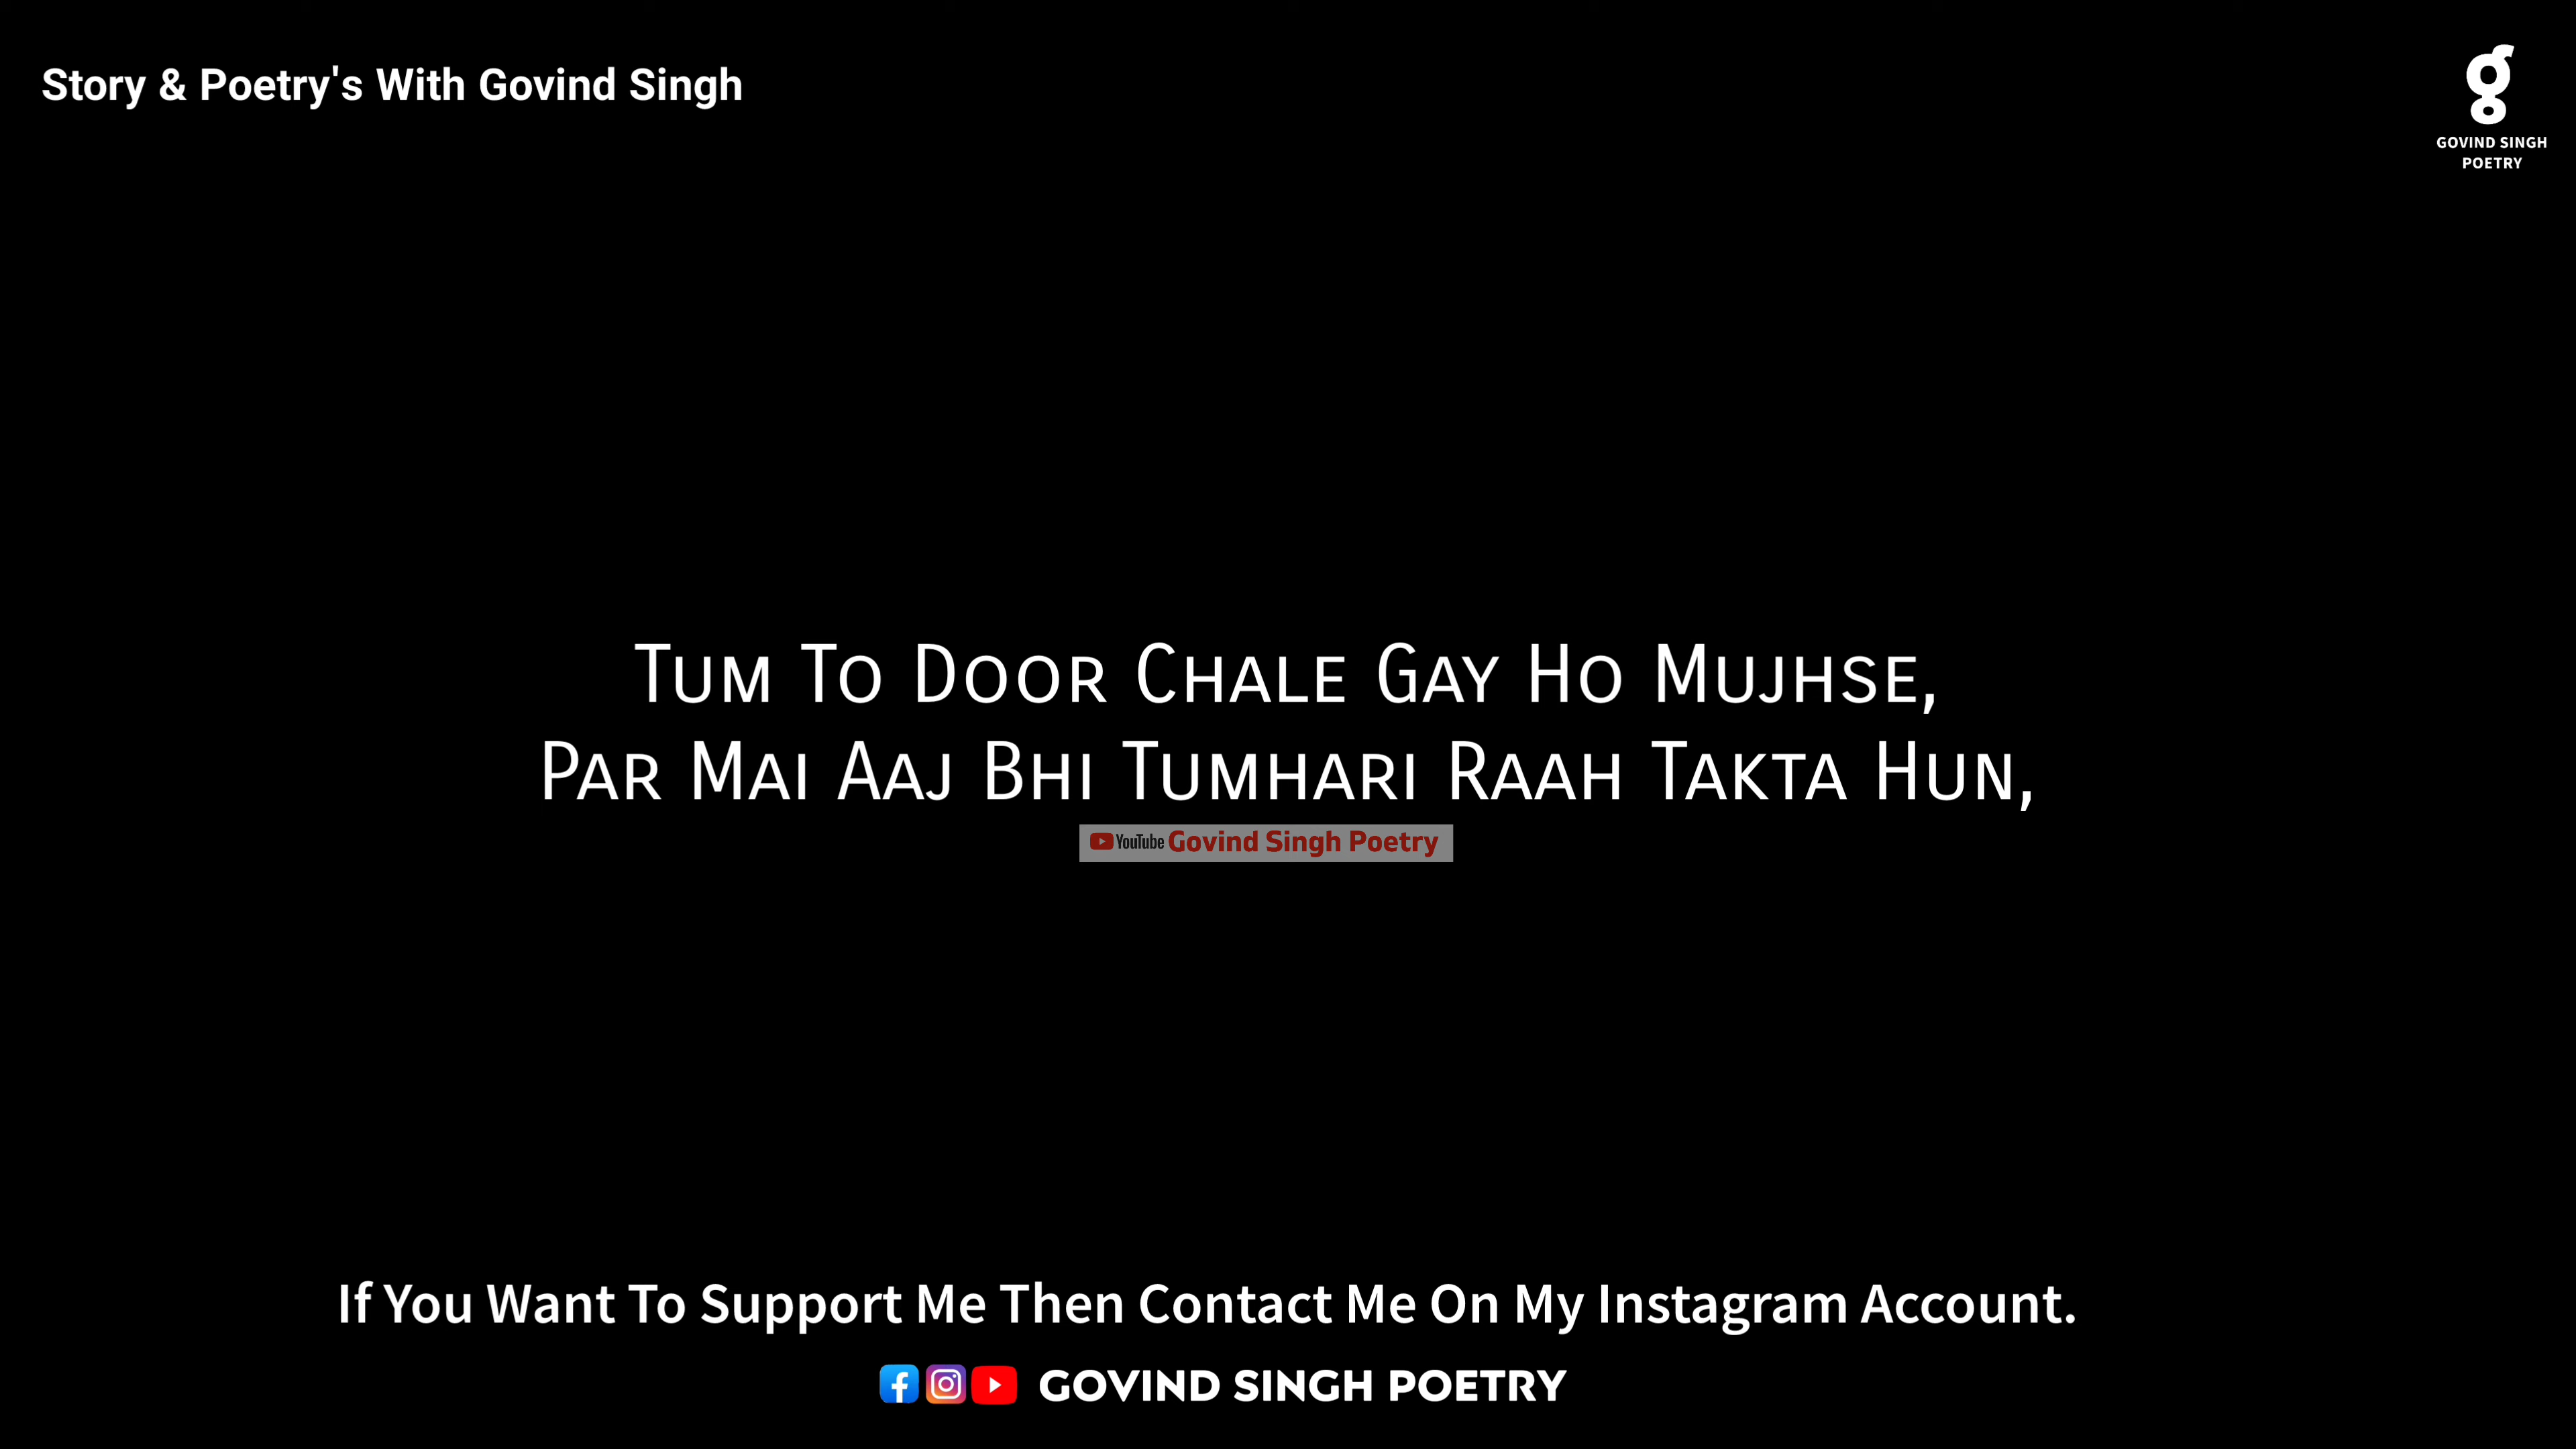 Story & Poetry's With Govind Singh
GOVIND SINGH
POETRY
Tum To Door Chale Gay Ho Mujhse,
Par Mai Aaj Bhi Tumhari Raah Takta Hun,
YouTube Govind Singh Poetry
If You Want To Support Me Then Contact Me On My Instagram Account.
GOVIND SINGH POETRY